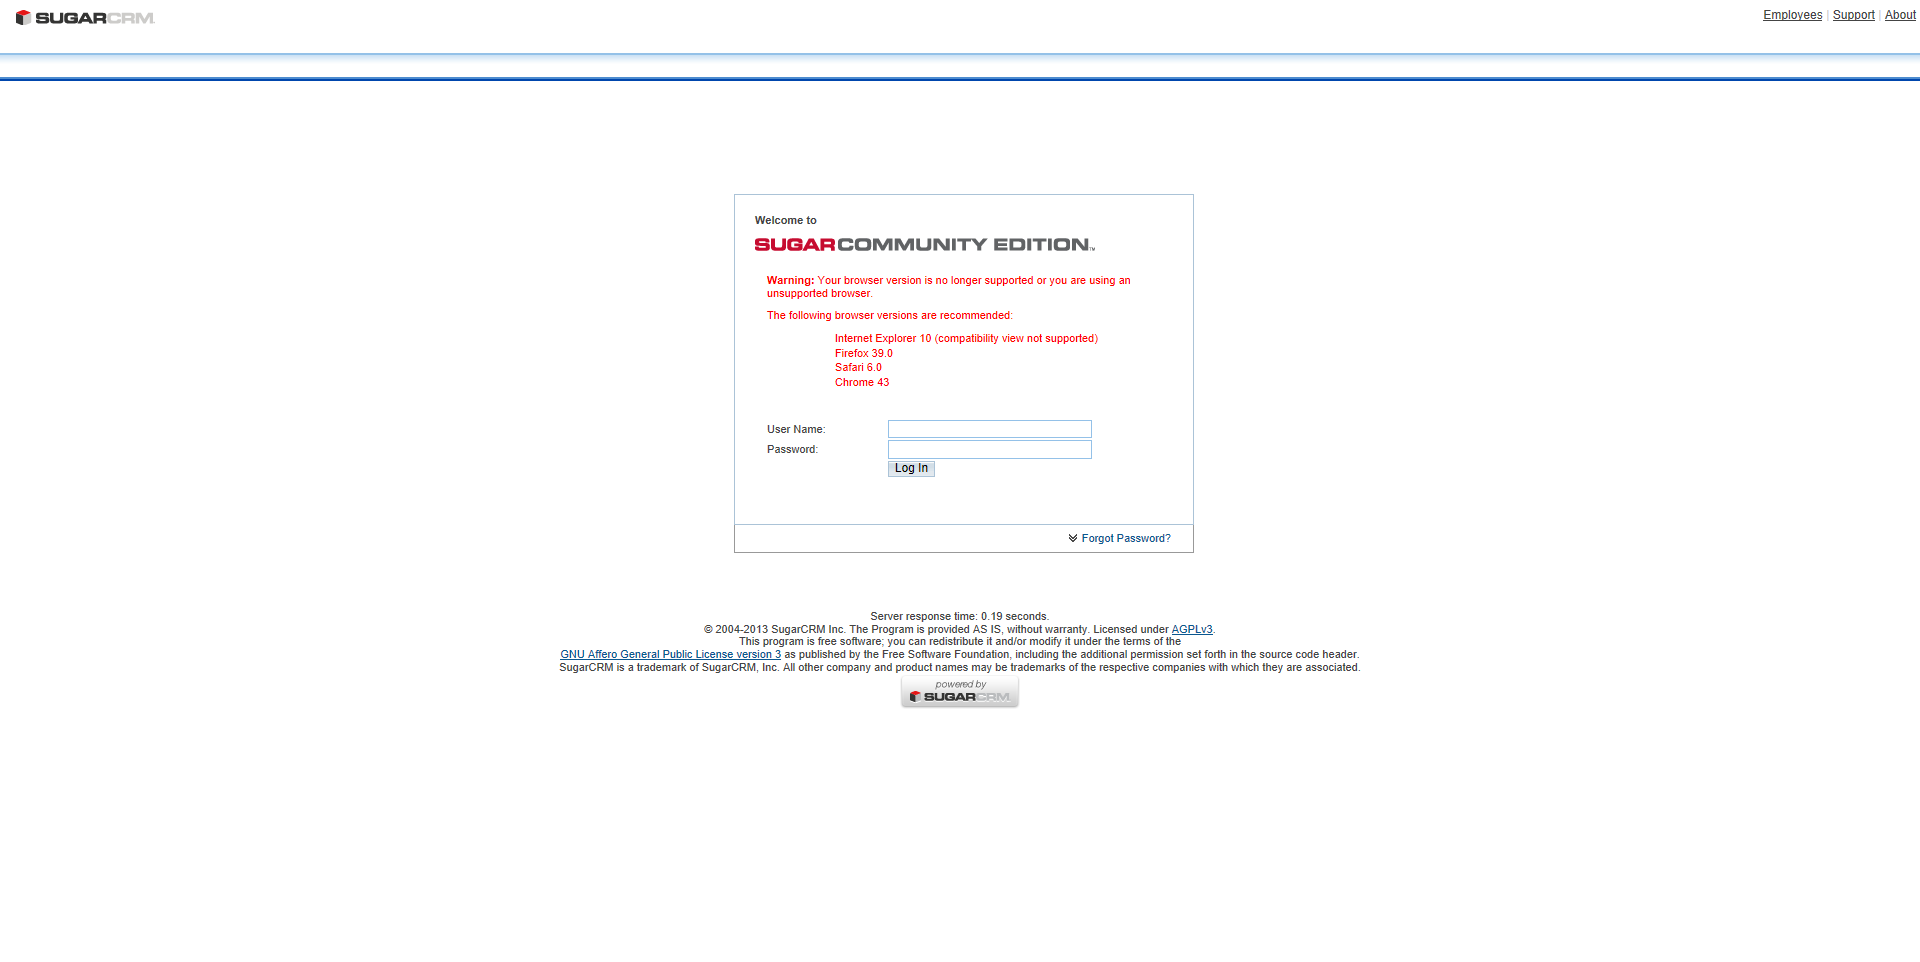 SUGARCRM.
Employees | Support | About
Welcome to
SUGARCOMMUNITY EDITION™
Warning: Your browser version is no longer supported or you are using an
unsupported browser.
The following browser versions are recommended:
Internet Explorer 10 (compatibility view not supported)
Firefox 39.0
Safari 6.0
Chrome 43
User Name:
Password:
Log In
Forgot Password?
Server response time: 0.19 seconds.
© 2004-2013 SugarCRM Inc. The Program is provided AS IS, without warranty. Licensed under AGPLv3.
This program is free software; you can redistribute it and/or modify it under the terms of the
GNU Affero General Public License version 3 as published by the Free Software Foundation, including the additional permission set forth in the source code header.
SugarCRM is a trademark of SugarCRM, Inc. All other company and product names may be trademarks of the respective companies with which they are associated.
powered by
SUGARCRM.